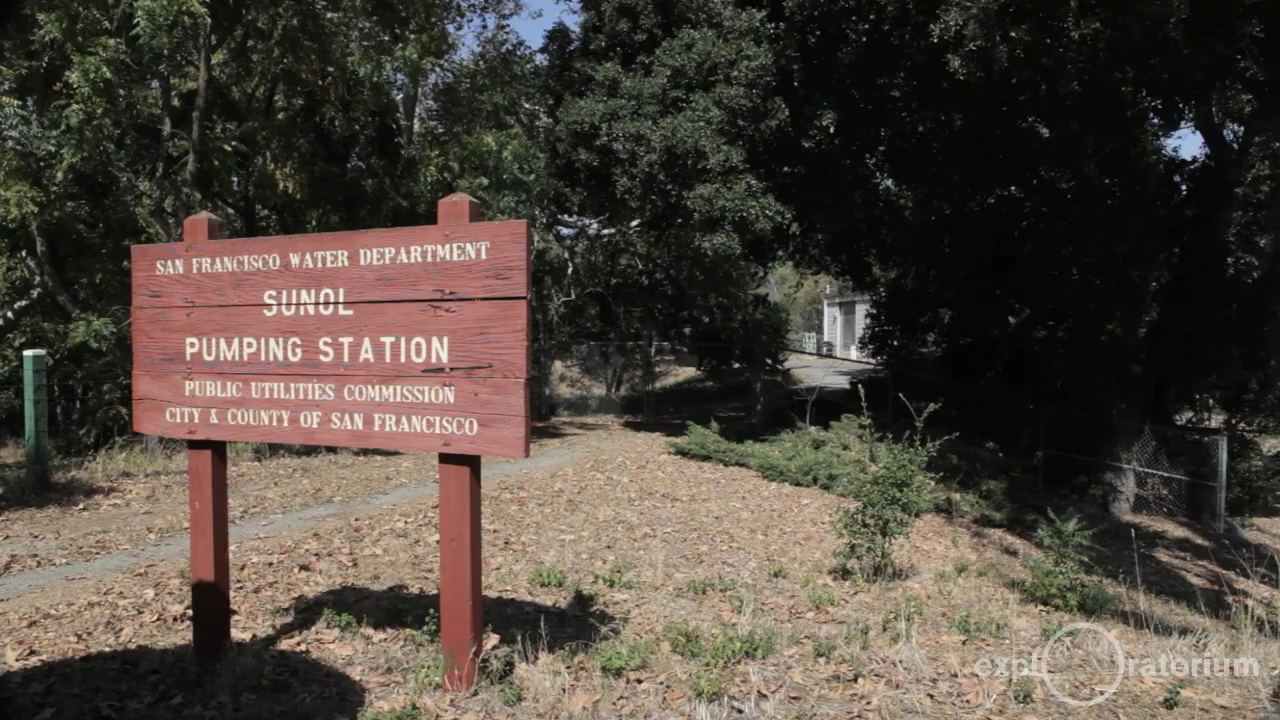 SAN FRANCISCO WATER DEPARTMENT
SUNOL
PUMPING STATION
PUBLIC UTILITIES COMMISSION
CITY & COUNTY OF SAN FRANCISCO
exploratorium